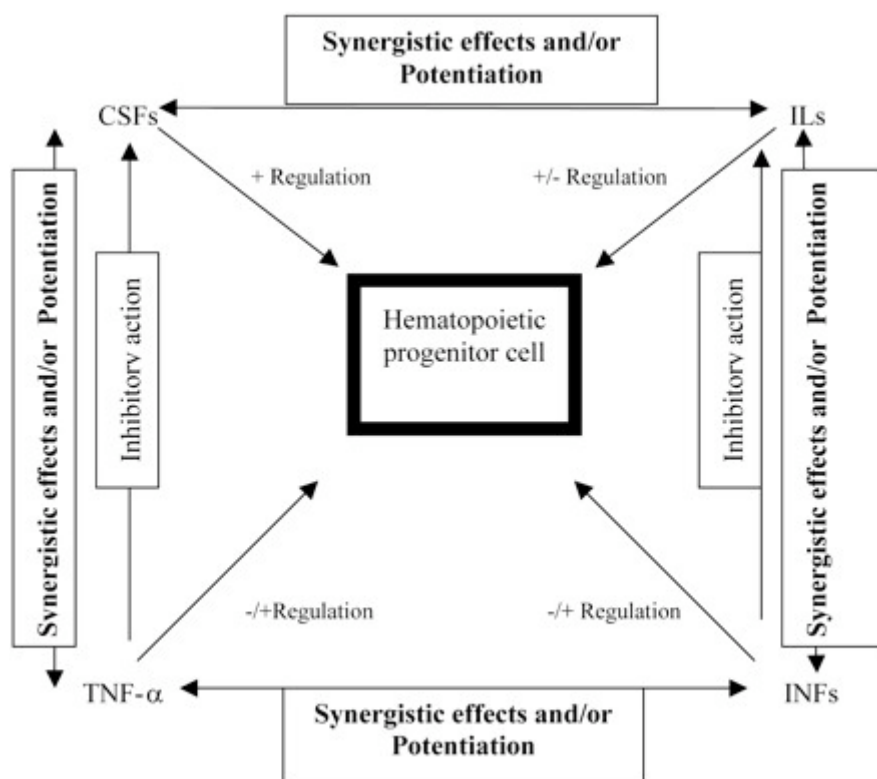 Synergistic effects and/or
Potentiation
CSFs
ILs
+ Regulation
+/- Regulation
Synergistic effects and/or Potentiation
Inhibitory action
Hematopoietic
progenitor cell
Inhibitory action
Synergistic effects and/or Potentiation
-/+Regulation
-/+ Regulation
TNF-α
INFs
Synergistic effects and/or
Potentiation